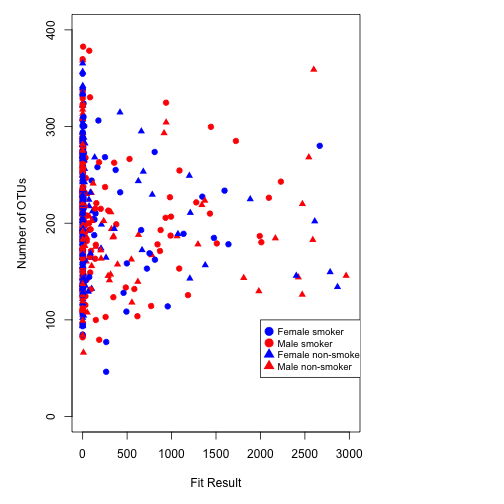 Number of OTUs
400
300
200
100
0
Female smoker
Male smoker
Female non-smoke
Male non-smoker
0 500 1000 1500 2000 2500 3000
Fit Result